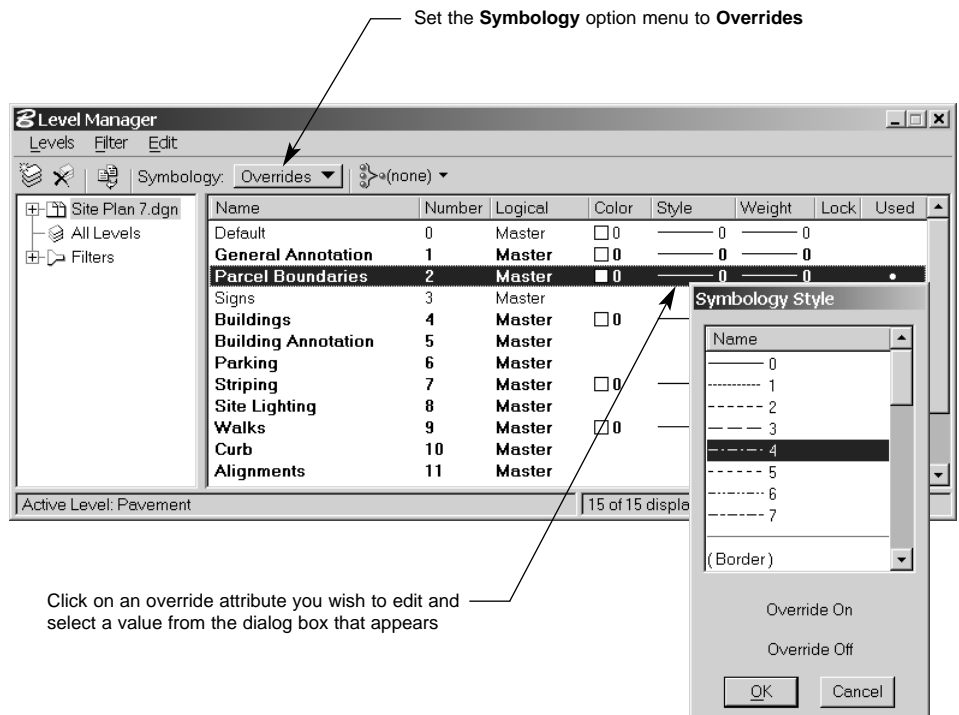 Set the Symbology option menu to Overrides
Level Manager
Levels Filter Edit
Symbology: Overrides (none)
Site Plan 7.dgn
All Levels
Filters
Name Number Logical Color Style Weight Lock Used
Default 0 Master 0 0 0
General Annotation 1 Master 0 0 0
Parcel Boundaries 2 Master 0 0 0
Signs 3 Master
Buildings 4 Master 0
Building Annotation 5 Master
Parking 6 Master
Striping 7 Master 0
Site Lighting 8 Master
Walks 9 Master 0
Curb 10 Master
Alignments 11 Master
Active Level: Pavement
15 of 15 displa
Symbology Style
Name
0
1
2
3
4
5
6
7
(Border)
Override On
Override Off
OK Cancel
Click on an override attribute you wish to edit and
select a value from the dialog box that appears